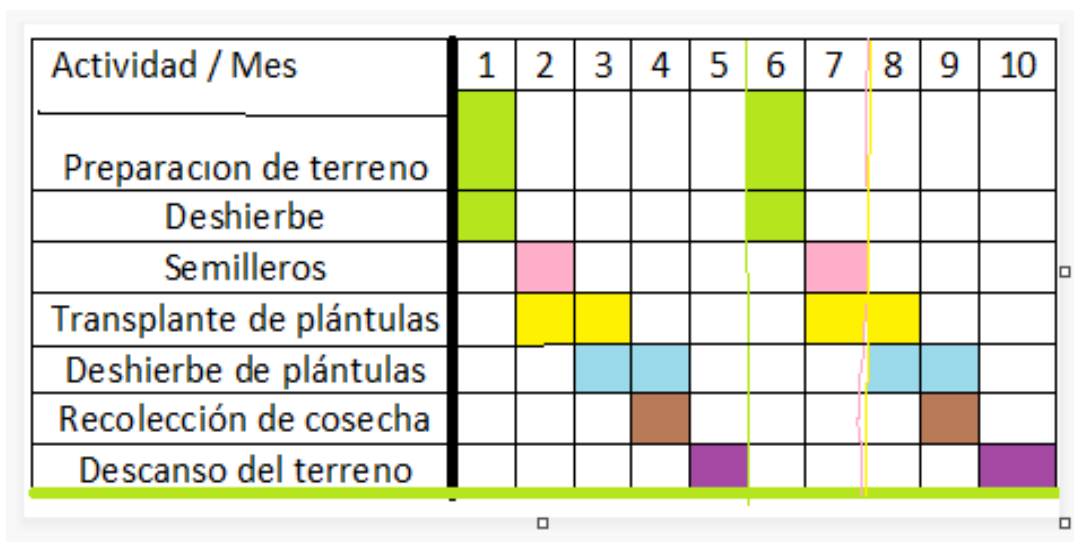 Actividad / Mes 1 2 3 4 5 6 7 8 9 10
Preparacıon de terreno
Deshierbe
Semilleros
Transplante de plántulas
Deshierbe de plántulas
Recolección de cosecha
Descanso del terreno